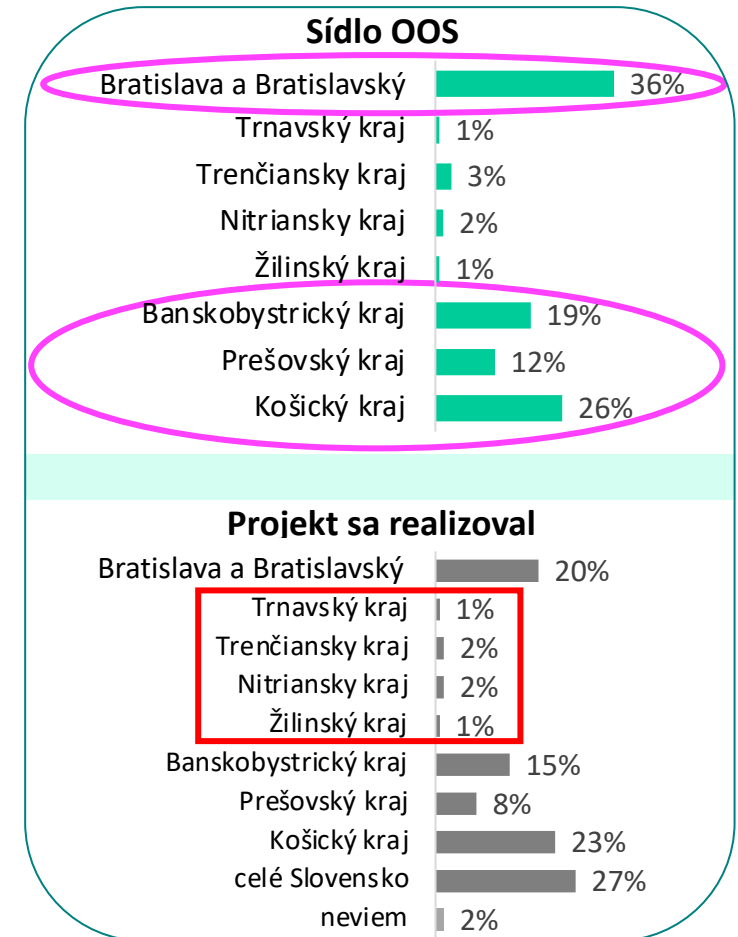 Sídlo OOS
Bratislava a Bratislavský 36%
Trnavský kraj 1%
Trenčiansky kraj 3%
Nitriansky kraj 2%
Žilinský kraj 1%
Banskobystrický kraj 19%
Prešovský kraj 12%
Košický kraj 26%
Projekt sa realizoval
Bratislava a Bratislavský 20%
Trnavský kraj 1%
Trenčiansky kraj 2%
Nitriansky kraj 2%
Žilinský kraj 1%
Banskobystrický kraj 15%
Prešovský kraj 8%
Košický kraj 23%
celé Slovensko 27%
neviem 2%